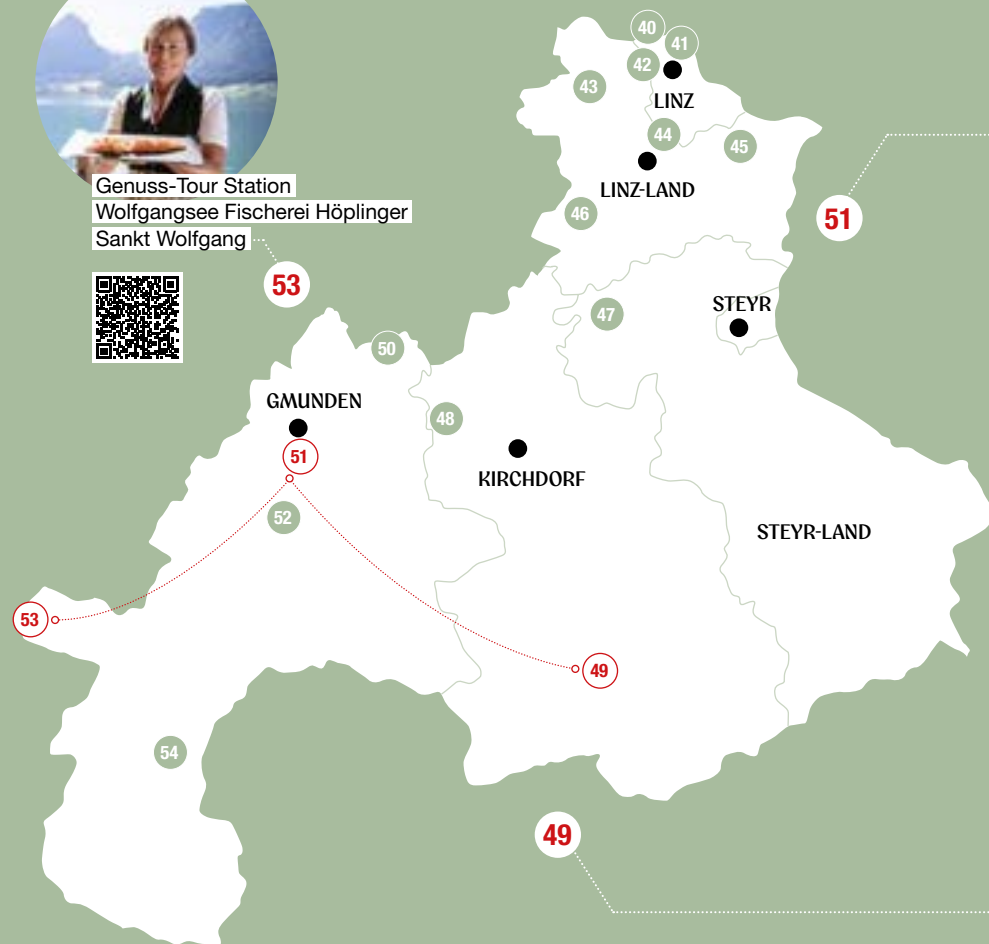 40
41
42
43
LINZ
44
45
LINZ-LAND
46
51
Genuss-Tour Station
Wolfgangsee Fischerei Höplinger
Sankt Wolfgang
53
47
STEYR
50
GMUNDEN
48
51
KIRCHDORF
52
STEYR-LAND
53
49
54
49